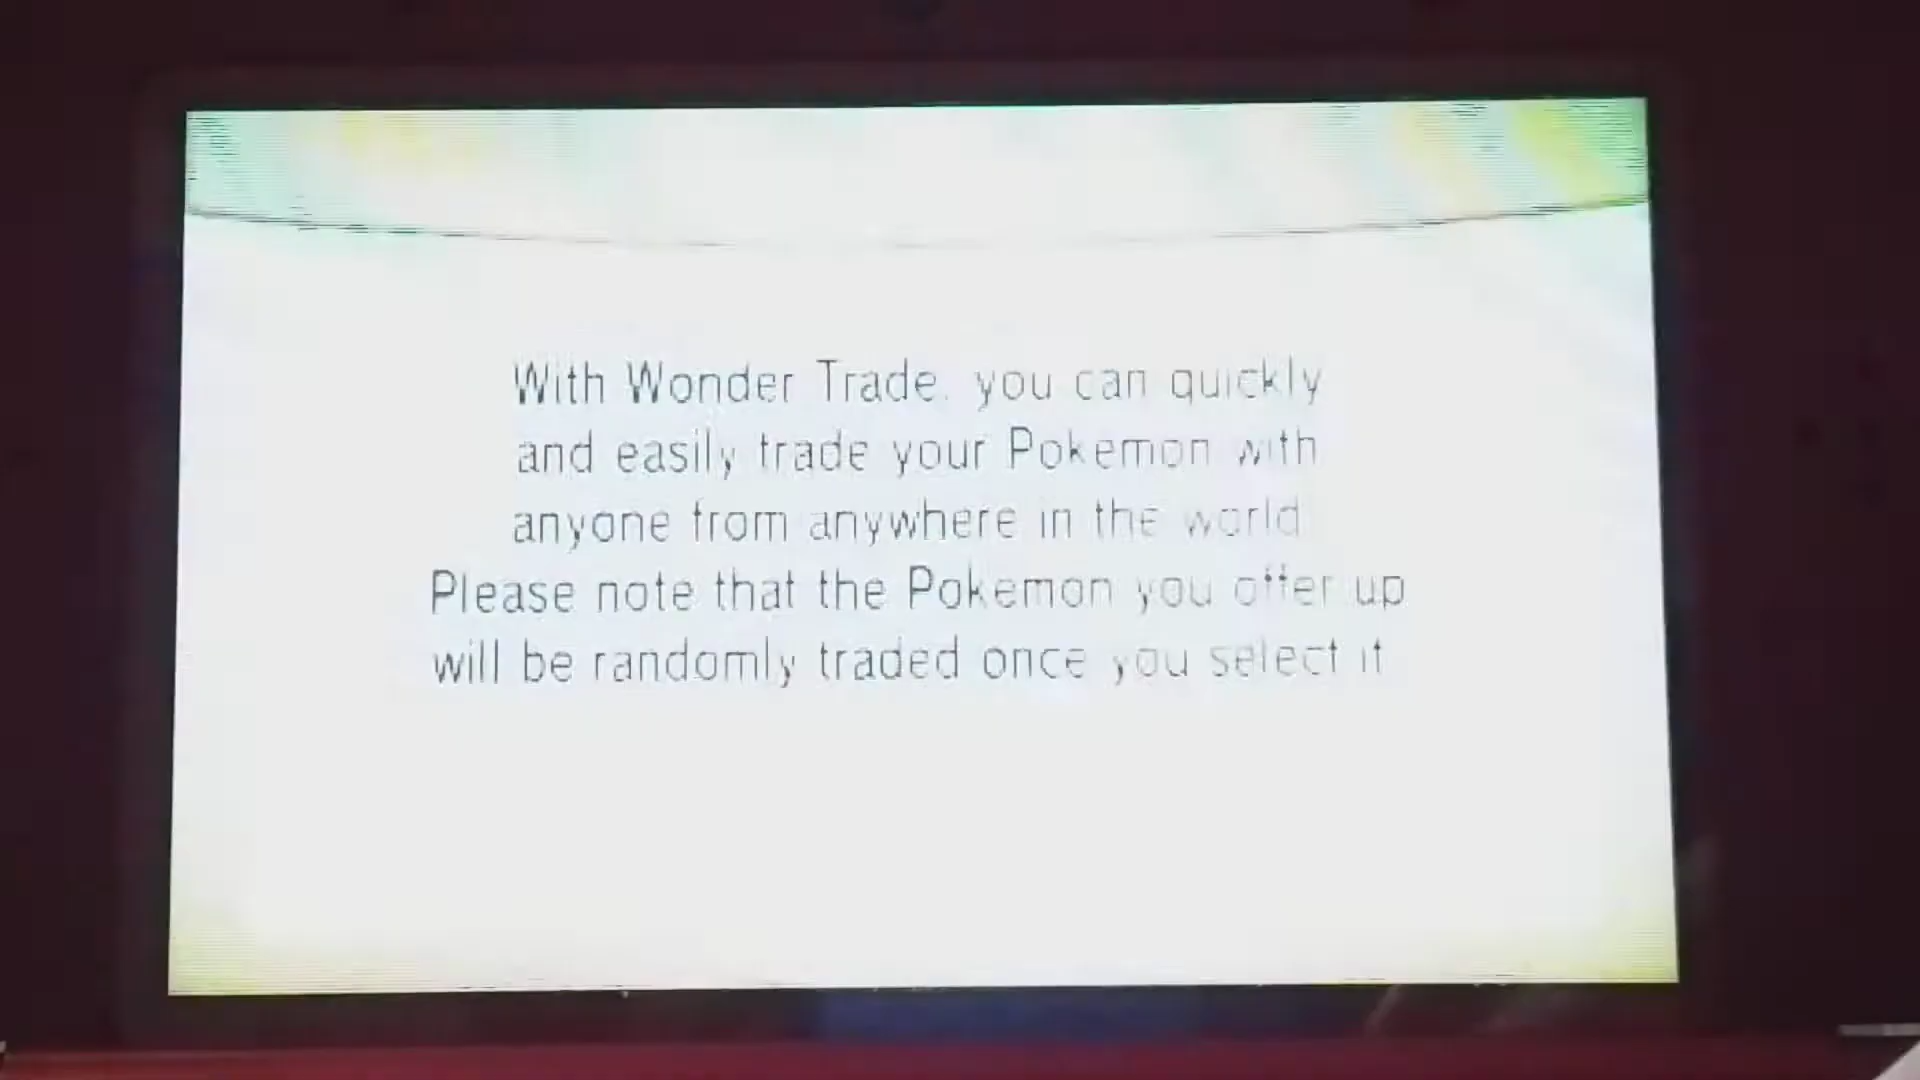 With Wonder Trade, you can quickly
and easily trade your Pokemon with
anyone from anywhere in the world.
Please note that the Pokemon you offer up
will be randomly traded once you select it.